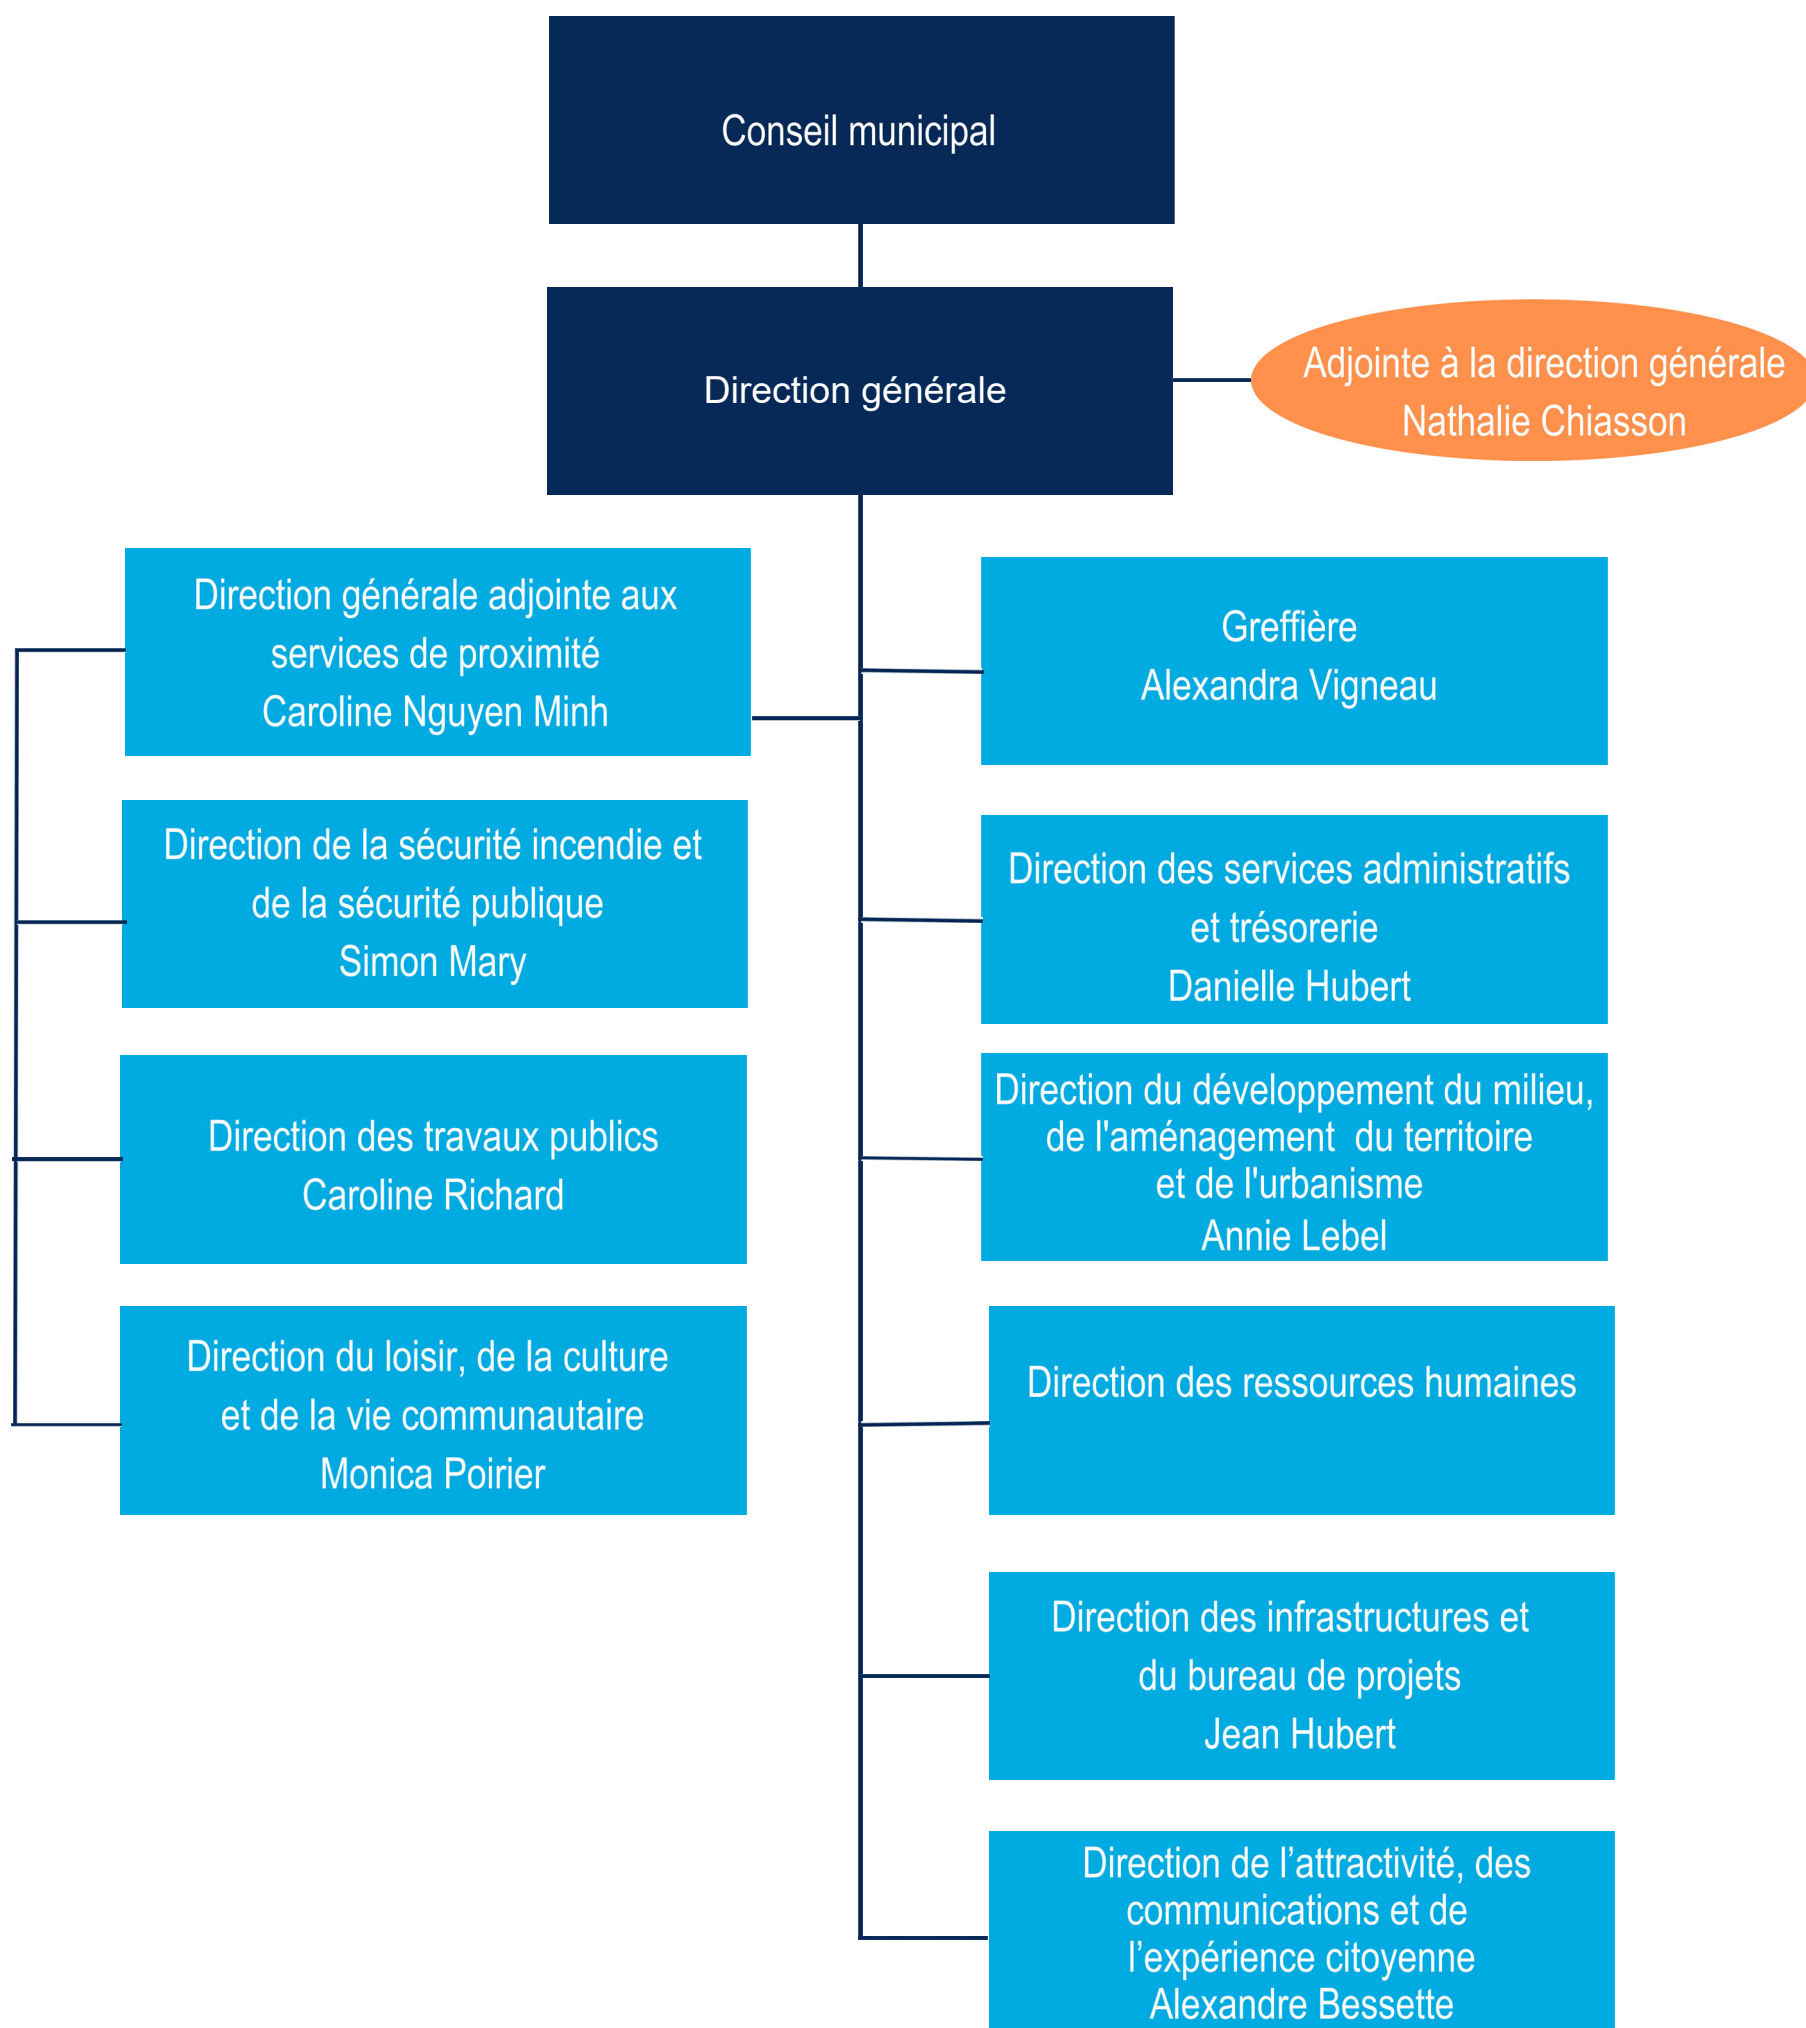 Conseil municipal
Direction générale
Adjointe à la direction générale
Nathalie Chiasson
Direction générale adjointe aux
services de proximité
Caroline Nguyen Minh
Direction de la sécurité incendie et
de la sécurité publique
Simon Mary
Direction des travaux publics
Caroline Richard
Direction du loisir, de la culture
et de la vie communautaire
Monica Poirier
Greffière
Alexandra Vigneau
Direction des services administratifs
et trésorerie
Danielle Hubert
Direction du développement du milieu,
de l'aménagement  du territoire
et de l'urbanisme
Annie Lebel
Direction des ressources humaines
Direction des infrastructures et
du bureau de projets
Jean Hubert
Direction de l’attractivité, des
communications et de
l’expérience citoyenne
Alexandre Bessette